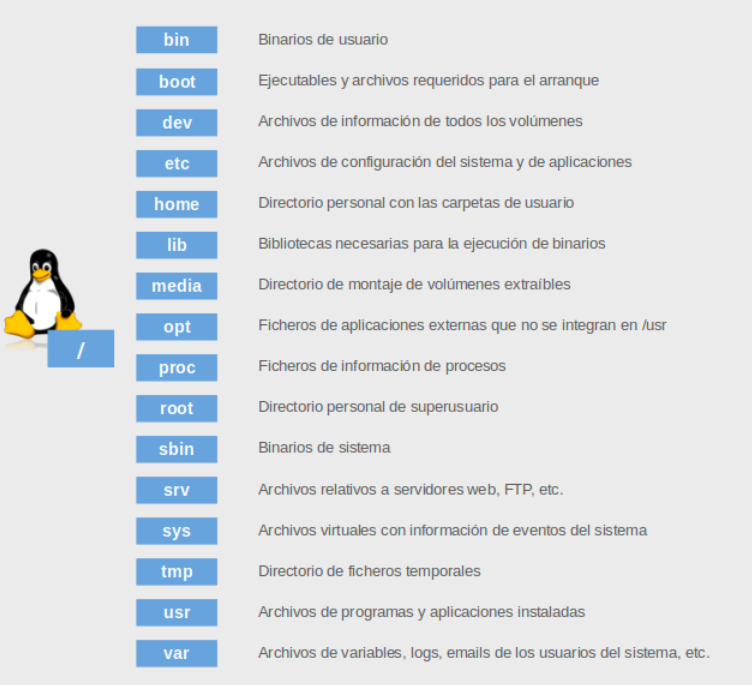 bin Binarios de usuario
boot Ejecutables y archivos requeridos para el arranque
dev Archivos de información de todos los volúmenes
etc Archivos de configuración del sistema y de aplicaciones
home Directorio personal con las carpetas de usuario
lib Bibliotecas necesarias para la ejecución de binarios
media Directorio de montaje de volúmenes extraíbles
opt Ficheros de aplicaciones externas que no se integran en /usr
/
proc Ficheros de información de procesos
root Directorio personal de superusuario
sbin Binarios de sistema
srv Archivos relativos a servidores web, FTP, etc.
sys Archivos virtuales con información de eventos del sistema
tmp Directorio de ficheros temporales
usr Archivos de programas y aplicaciones instaladas
var Archivos de variables, logs, emails de los usuarios del sistema, etc.